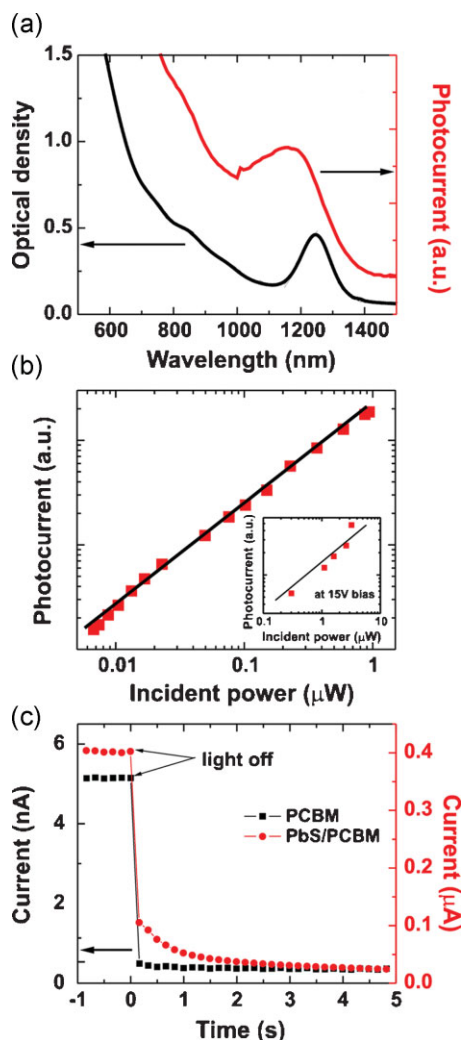 (a)
1.5
1.0
0.5
0.0
Optical density
Photocurrent (a.u.)
600 800 1000 1200 1400
Wavelength (nm)
(b)
Photocurrent (a.u.)
Photocurrent (a.u.)
at 15V bias
0.1 1 10
Incident power (μW)
0.01 0.1 1
Incident power (μW)
(c)
6
4
2
0
Current (nA)
light off
PCBM
PbS/PCBM
0.4
0.3
0.2
0.1
0.0
Current (μA)
-1 0 1 2 3 4 5
Time (s)